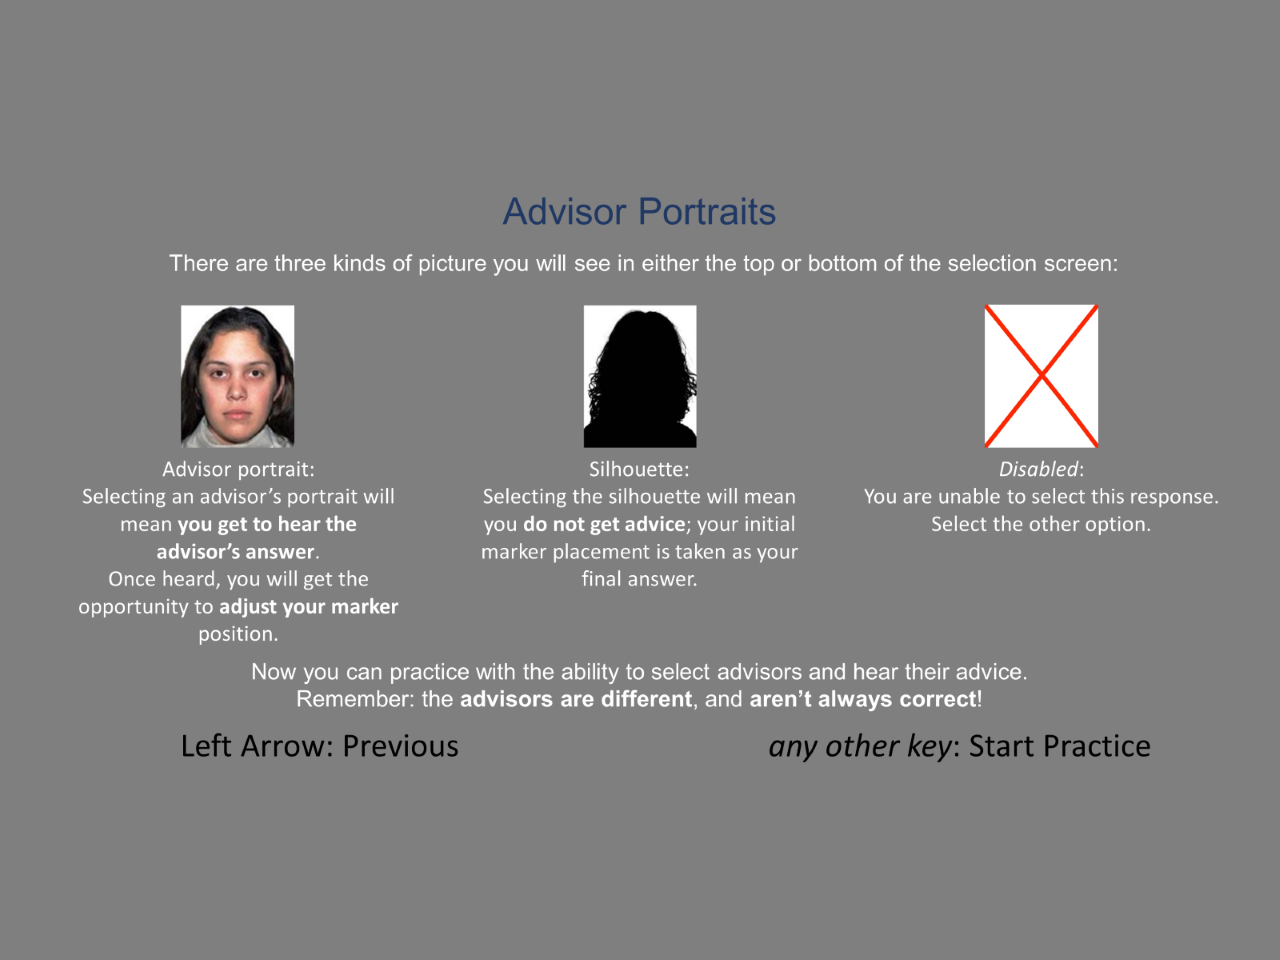 Advisor Portraits
There are three kinds of picture you will see in either the top or bottom of the selection screen:
Advisor portrait:
Selecting an advisor’s portrait will
mean you get to hear the
advisor’s answer.
Once heard, you will get the
opportunity to adjust your marker
position.
Silhouette:
Selecting the silhouette will mean
you do not get advice; your initial
marker placement is taken as your
final answer.
Disabled:
You are unable to select this response.
Select the other option.
Now you can practice with the ability to select advisors and hear their advice.
Remember: the advisors are different, and aren’t always correct!
Left Arrow: Previous
any other key: Start Practice